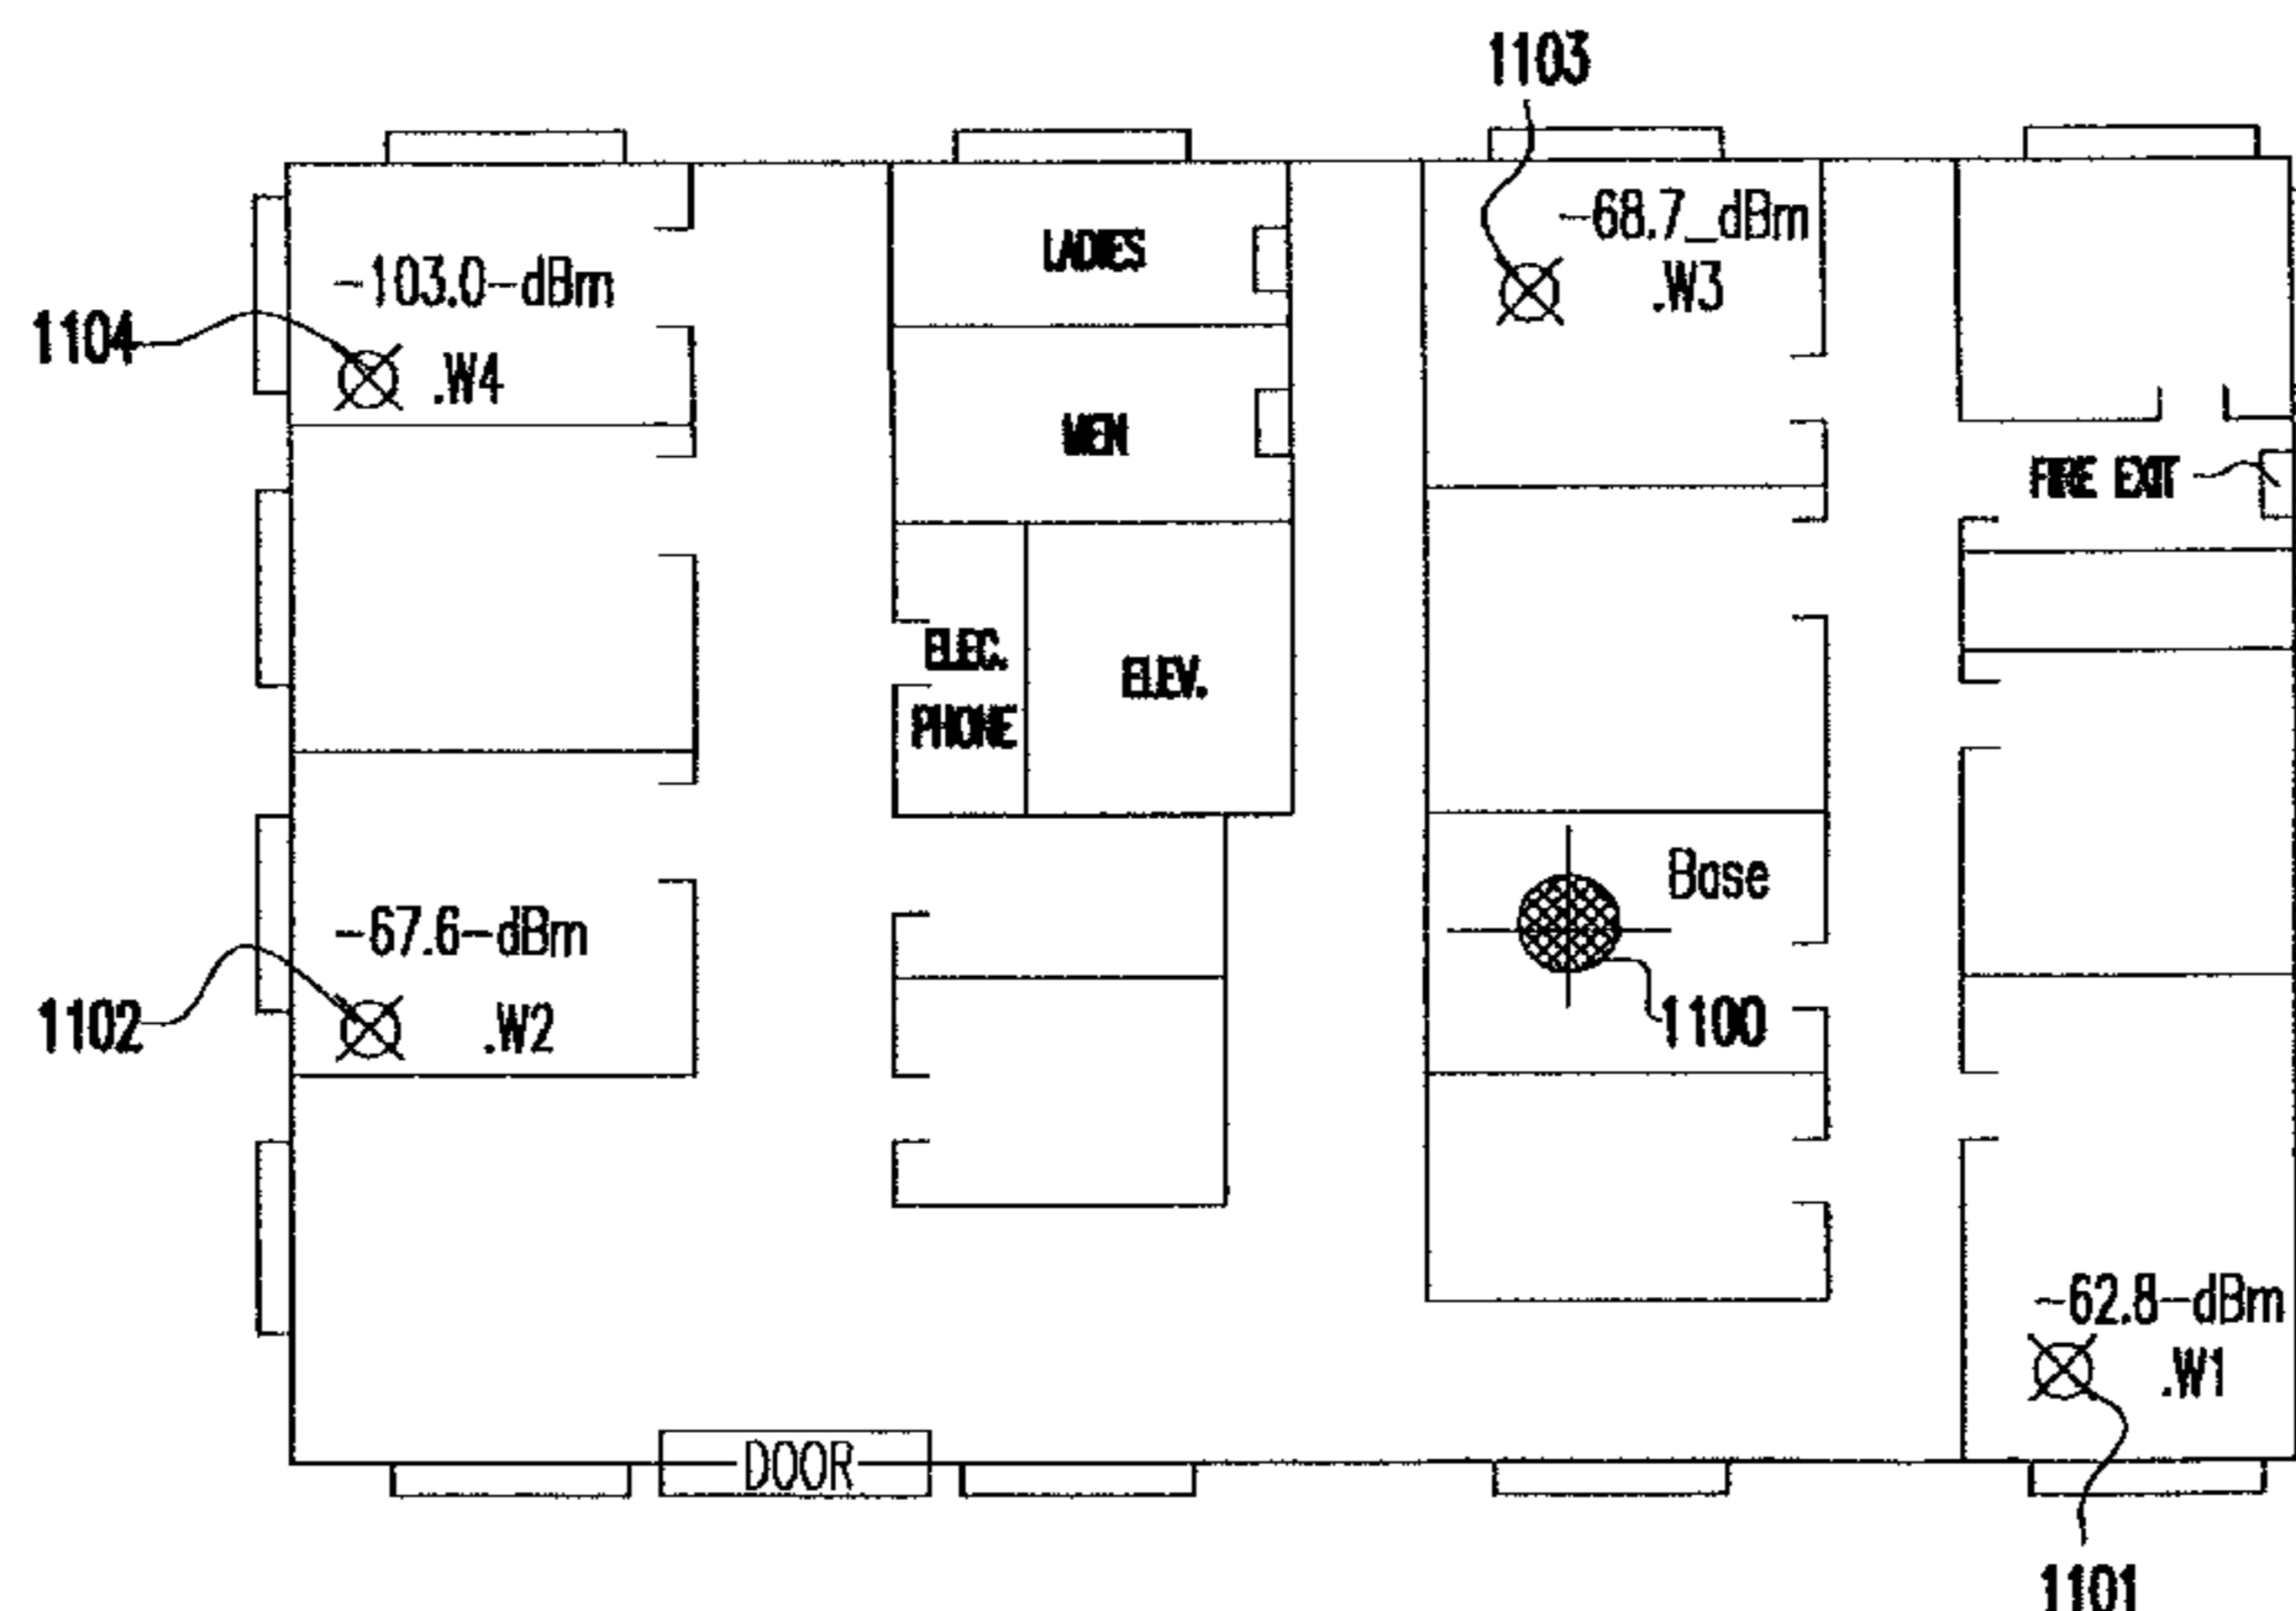 1103
-68.7_dBm
.W3
LADIES
-103.0-dBm
1104
.W4
MEN
FIRE EXIT
ELEC.
PHONE
ELEV.
Base
-67.6-dBm
1102
.W2
1100
-62.8-dBm
.W1
DOOR
1101